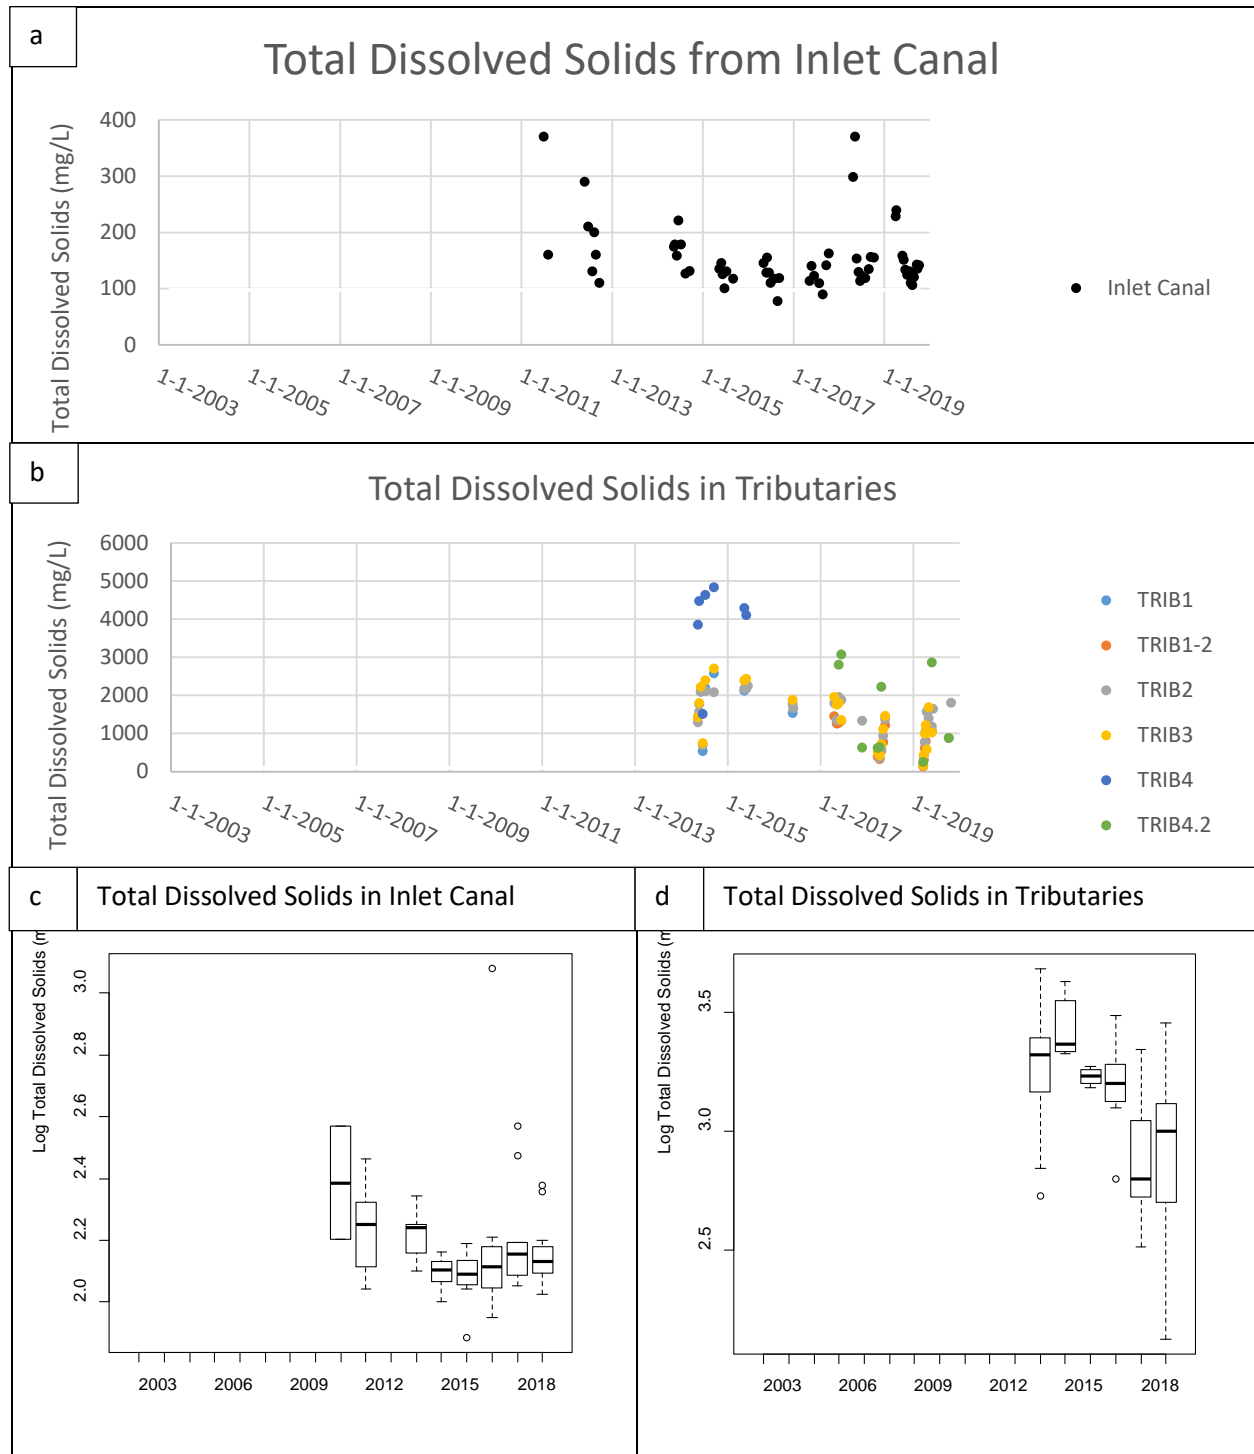 a
Total Dissolved Solids from Inlet Canal
Total Dissolved Solids (mg/L)
400
300
200
100
0
1-1-2003
1-1-2005
1-1-2007
1-1-2009
1-1-2011
1-1-2013
1-1-2015
1-1-2017
1-1-2019
Inlet Canal
b
Total Dissolved Solids in Tributaries
Total Dissolved Solids (mg/L)
6000
5000
4000
3000
2000
1000
0
1-1-2003
1-1-2005
1-1-2007
1-1-2009
1-1-2011
1-1-2013
1-1-2015
1-1-2017
1-1-2019
TRIB1
TRIB1-2
TRIB2
TRIB3
TRIB4
TRIB4.2
c
Total Dissolved Solids in Inlet Canal
Log Total Dissolved Solids (m
3.0
2.8
2.6
2.4
2.2
2.0
2003 2006 2009 2012 2015 2018
d
Total Dissolved Solids in Tributaries
Log Total Dissolved Solids (m
3.5
3.0
2.5
2003 2006 2009 2012 2015 2018